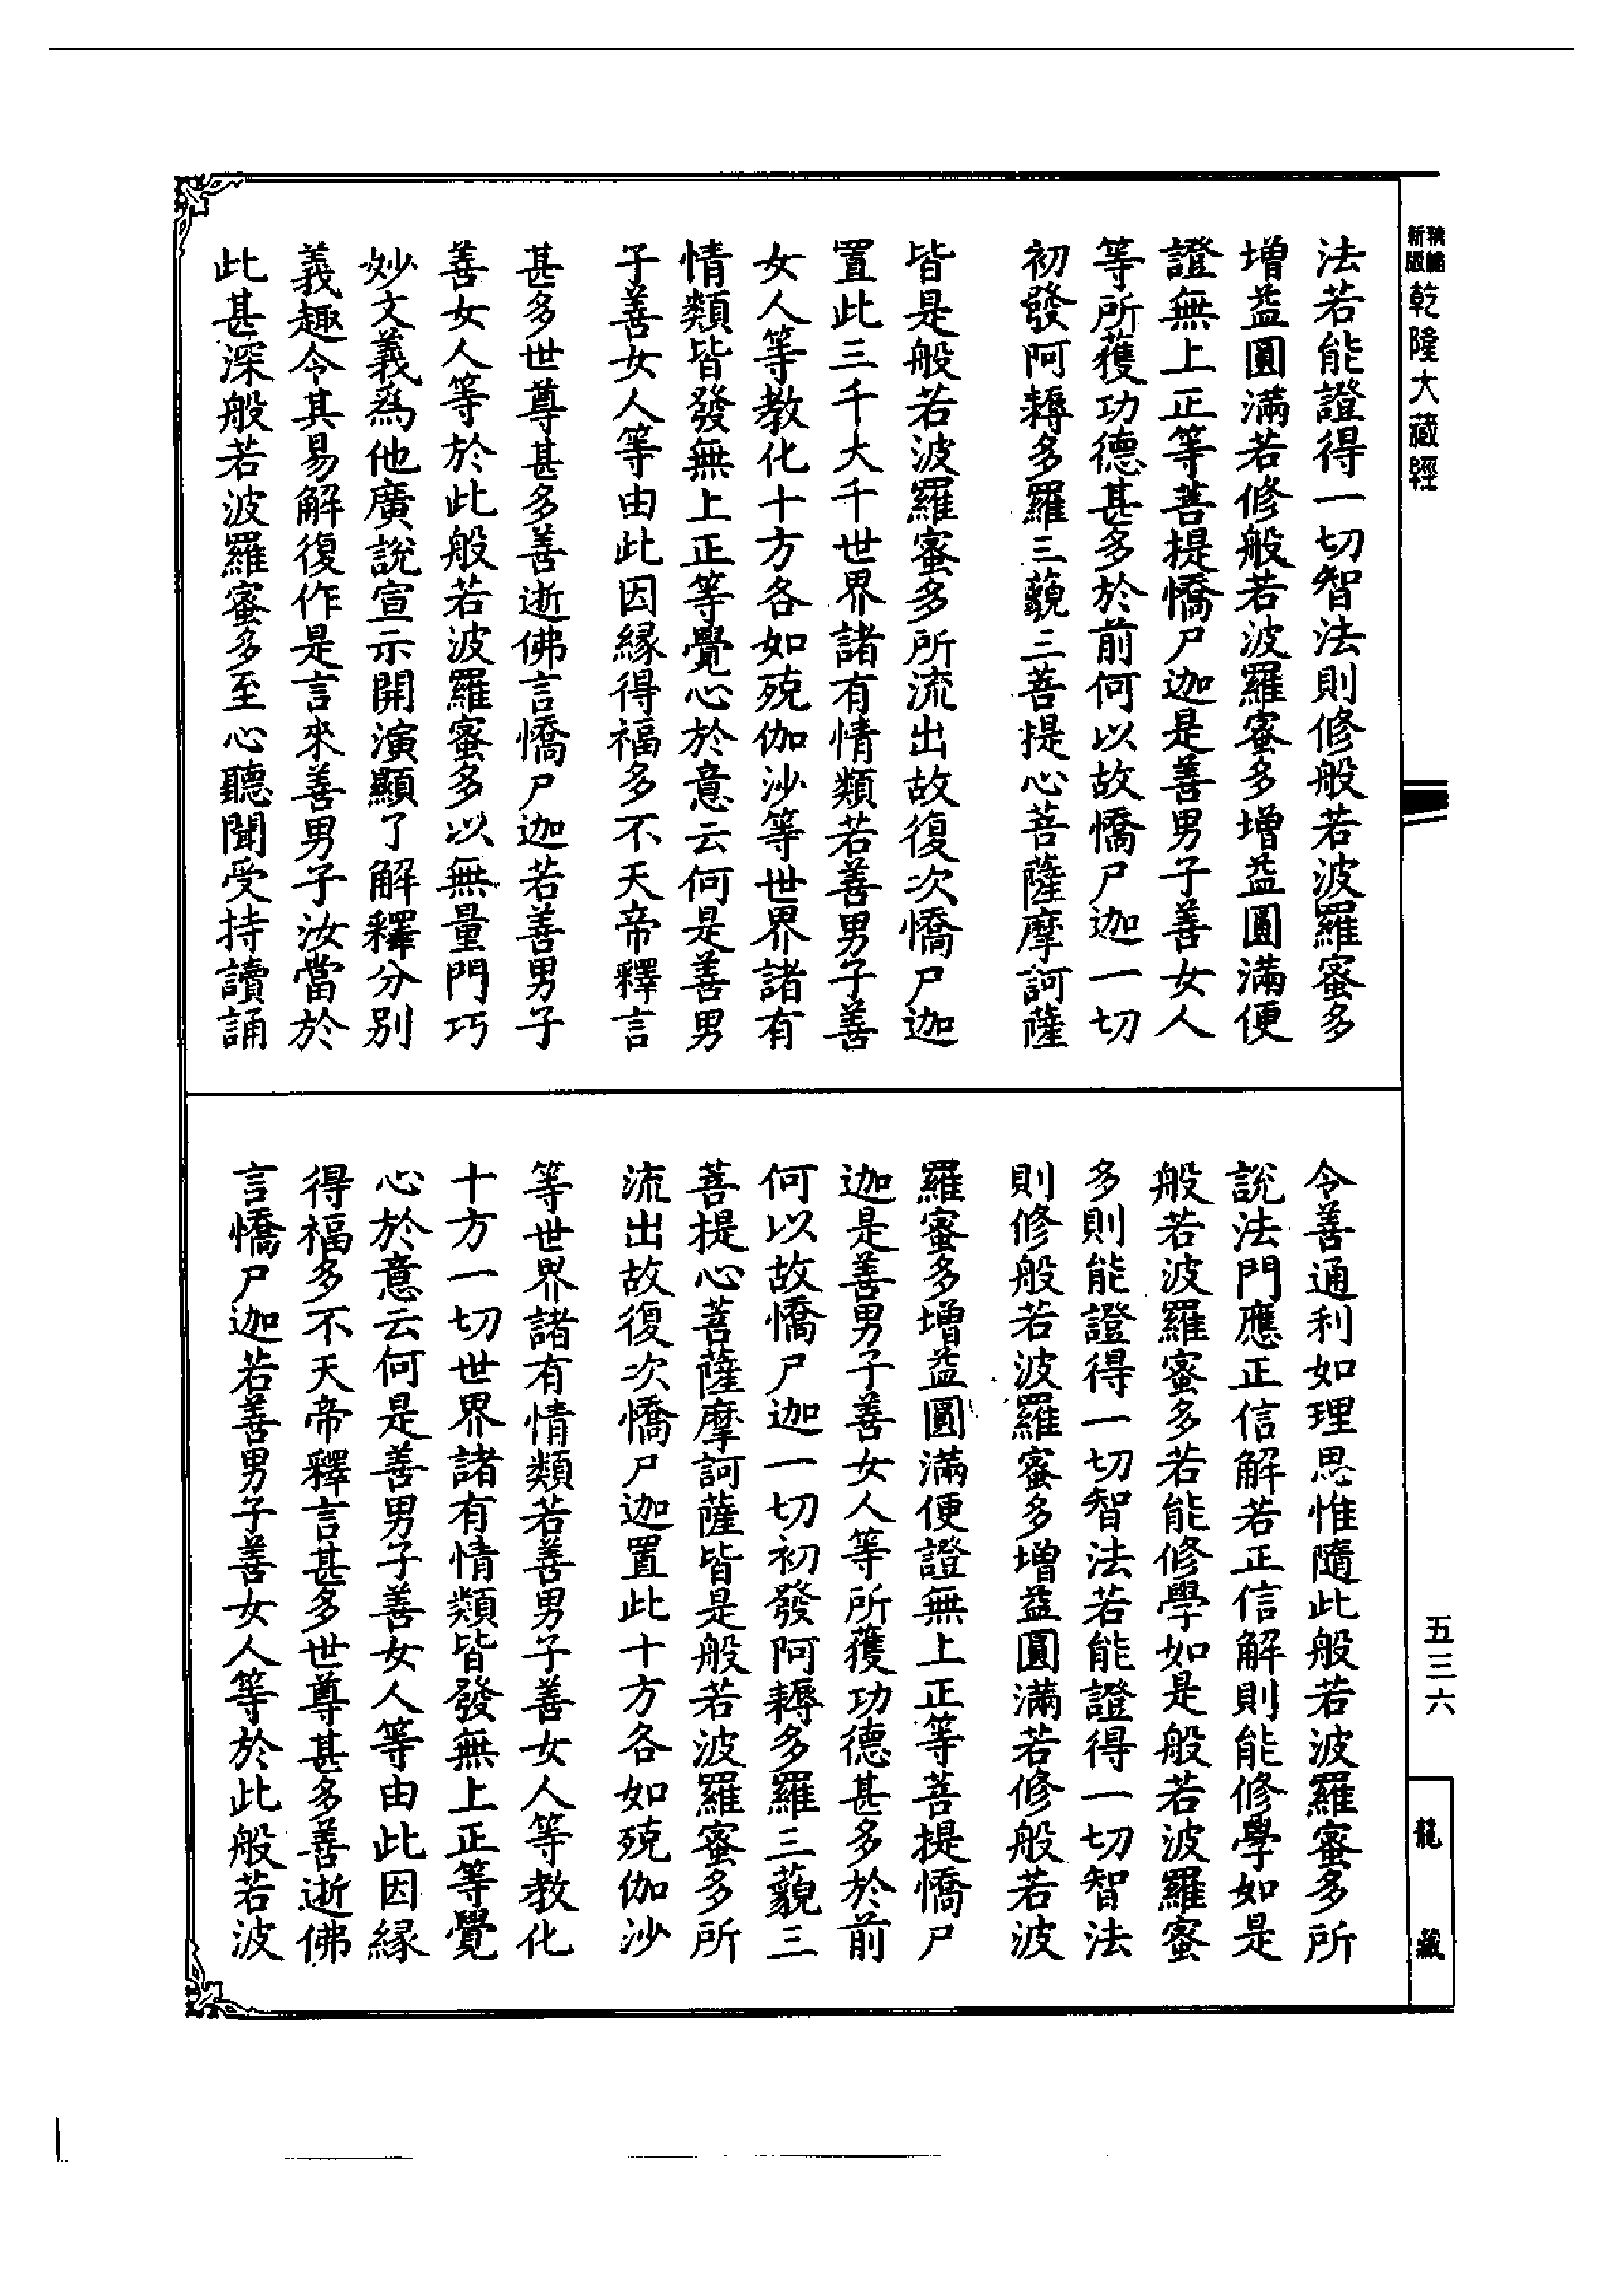 新版
乾隆大藏經
法若能證得一切智法則修般若波羅蜜多
增益圓滿若修般若波羅蜜多增益圓滿便
證無上正等菩提憍尸迦是善男子善女人
等所獲功德甚多於前何以故憍尸迦一切
初發阿耨多羅三藐三菩提心菩薩摩訶薩
皆是般若波羅蜜多所流出故復次憍尸迦
置此三千大千世界諸有情類若善男子善
女人等教化十方各如殑伽沙等世界諸有
情類皆發無上正等覺心於意云何是善男
子善女人等由此因緣得福多不天帝釋言
甚多世尊甚多善逝佛言憍尸迦若善男子
善女人等於此般若波羅蜜多以無量門巧
妙文義爲他廣說宣示開演顯了解釋分別
義趣令其易解復作是言來善男子汝當於
此甚深般若波羅蜜多至心聽聞受持讀誦
令善通利如理思惟隨此般若波羅蜜多所
說法門應正信解若正信解則能修學如是
般若波羅蜜多若能修學如是般若波羅蜜
多則能證得一切智法若能證得一切智法
則修般若波羅蜜多增益圓滿若修般若波
羅蜜多增益圓滿便證無上正等菩提憍尸
迦是善男子善女人等所獲功德甚多於前
何以故憍尸迦一切初發阿耨多羅三藐三
菩提心菩薩摩訶薩皆是般若波羅蜜多所
流出故復次憍尸迦置此十方各如殑伽沙
等世界諸有情類若善男子善女人等教化
十方一切世界諸有情類皆發無上正等覺
心於意云何是善男子善女人等由此因緣
得福多不天帝釋言甚多世尊甚多善逝佛
言憍尸迦若善男子善女人等於此般若波
五三六
龍藏